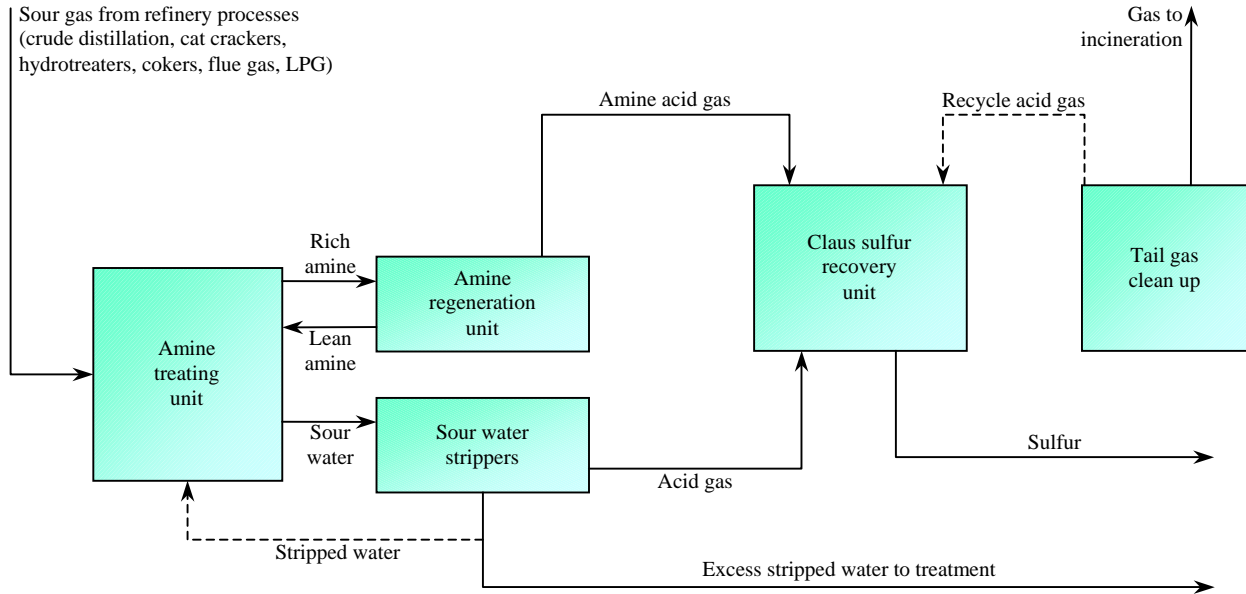 Sour gas from refinery processes
(crude distillation, cat crackers,
hydrotreaters, cokers, flue gas, LPG)
Gas to
incineration
Amine acid gas
Recycle acid gas
Rich
amine
Amine
regeneration
unit
Claus sulfur
recovery
unit
Tail gas
clean up
Lean
amine
Amine
treating
unit
Sour
water
Sour water
strippers
Acid gas
Sulfur
Stripped water
Excess stripped water to treatment